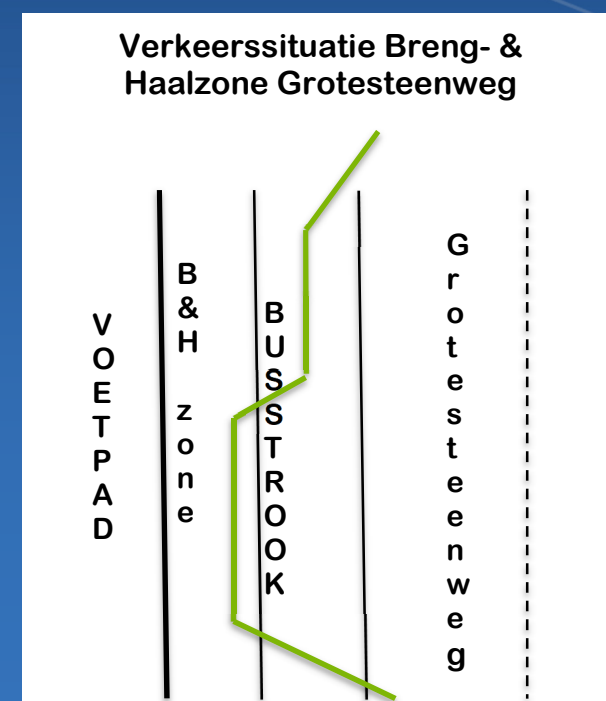 Verkeerssituatie Breng- &
Haalzone Grotesteenweg
VOETPAD
B&H zone
BUSSTROOK
Grotesteenweg